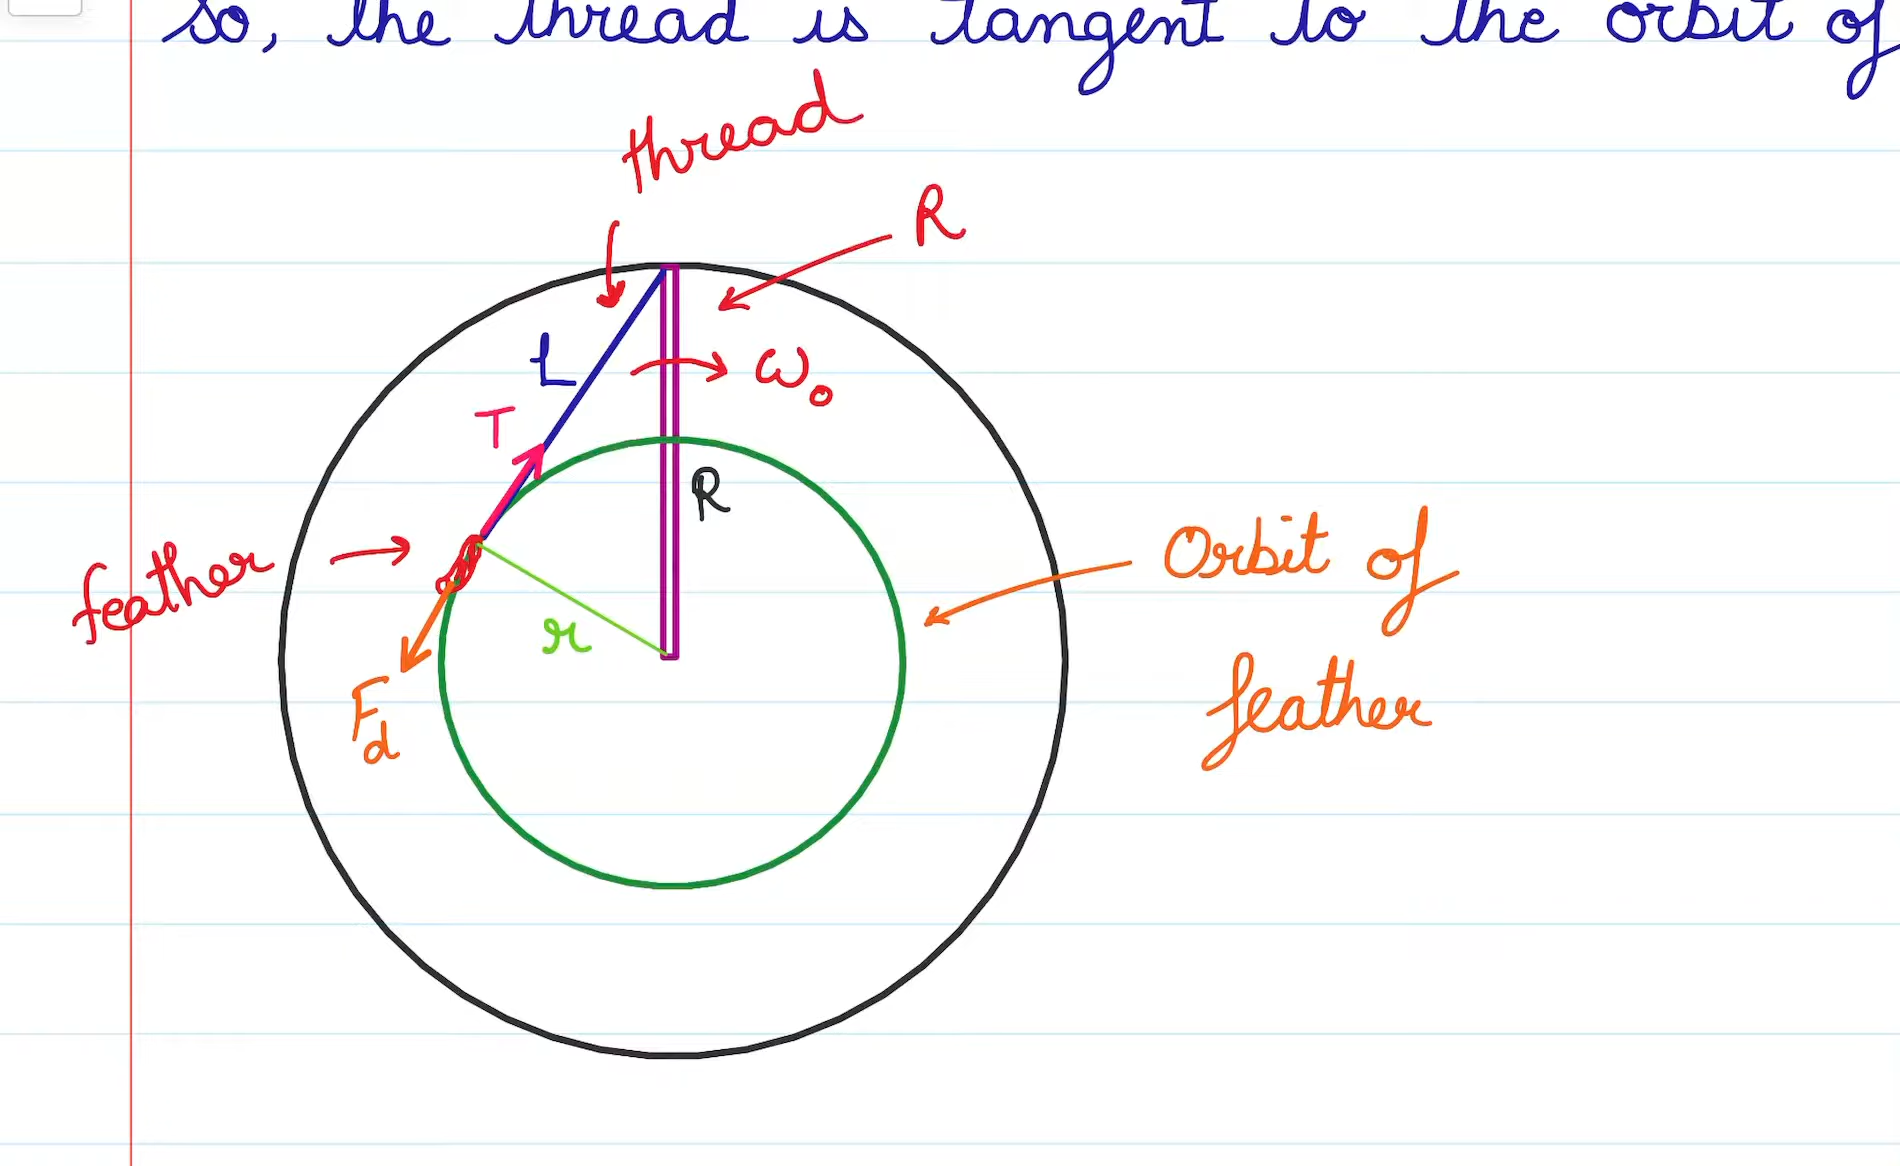 So, the thread is tangent to the orbit of
thread
R
L
ω₀
T
R
feather
Orbit of
feather
r
F_d